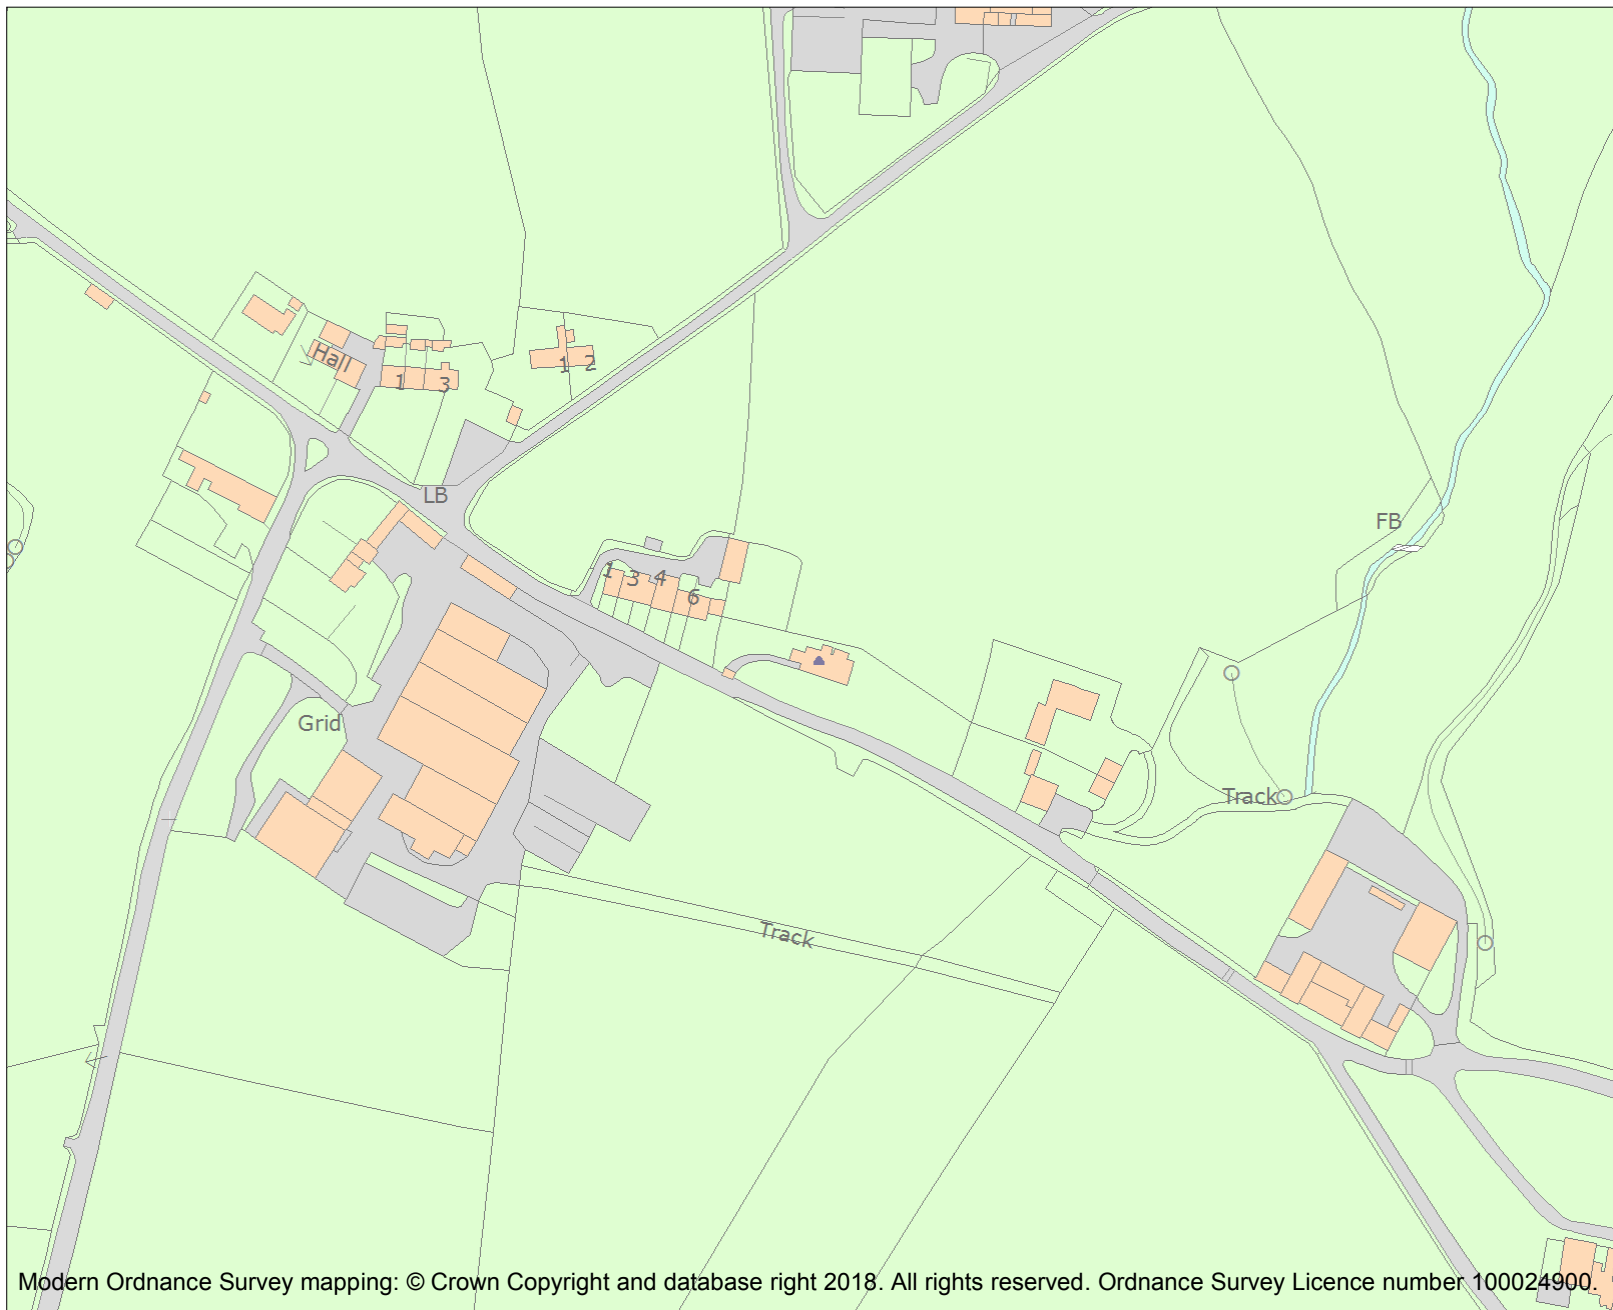 Hall
1 3
1 2
LB
FB
1 3 4 6
Grid
Track
Track
Modern Ordnance Survey mapping: © Crown Copyright and database right 2018. All rights reserved. Ordnance Survey Licence number 100024900.